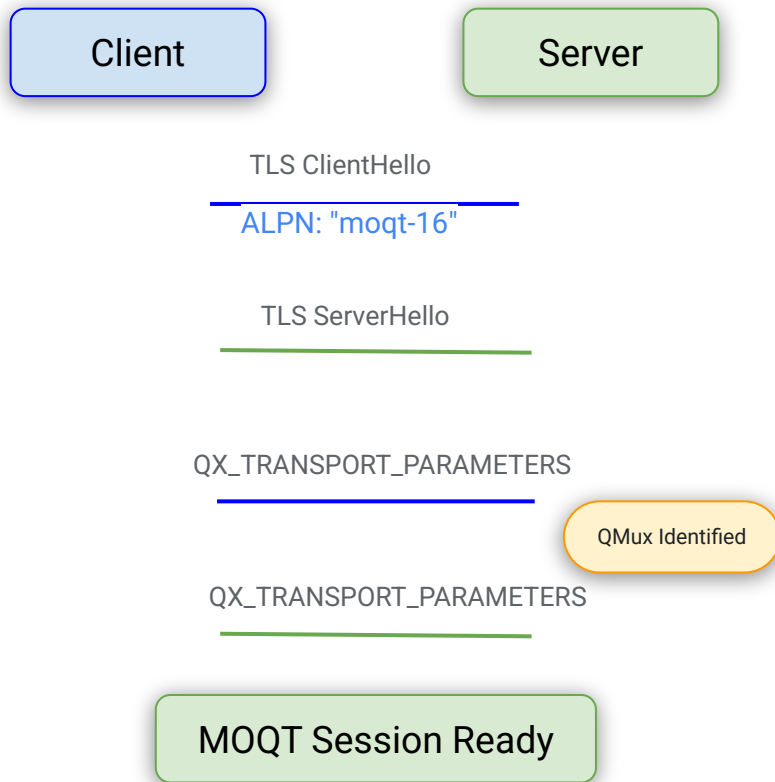 Client
Server
TLS ClientHello
ALPN: "moqt-16"
TLS ServerHello
QX_TRANSPORT_PARAMETERS
QMux Identified
QX_TRANSPORT_PARAMETERS
MOQT Session Ready